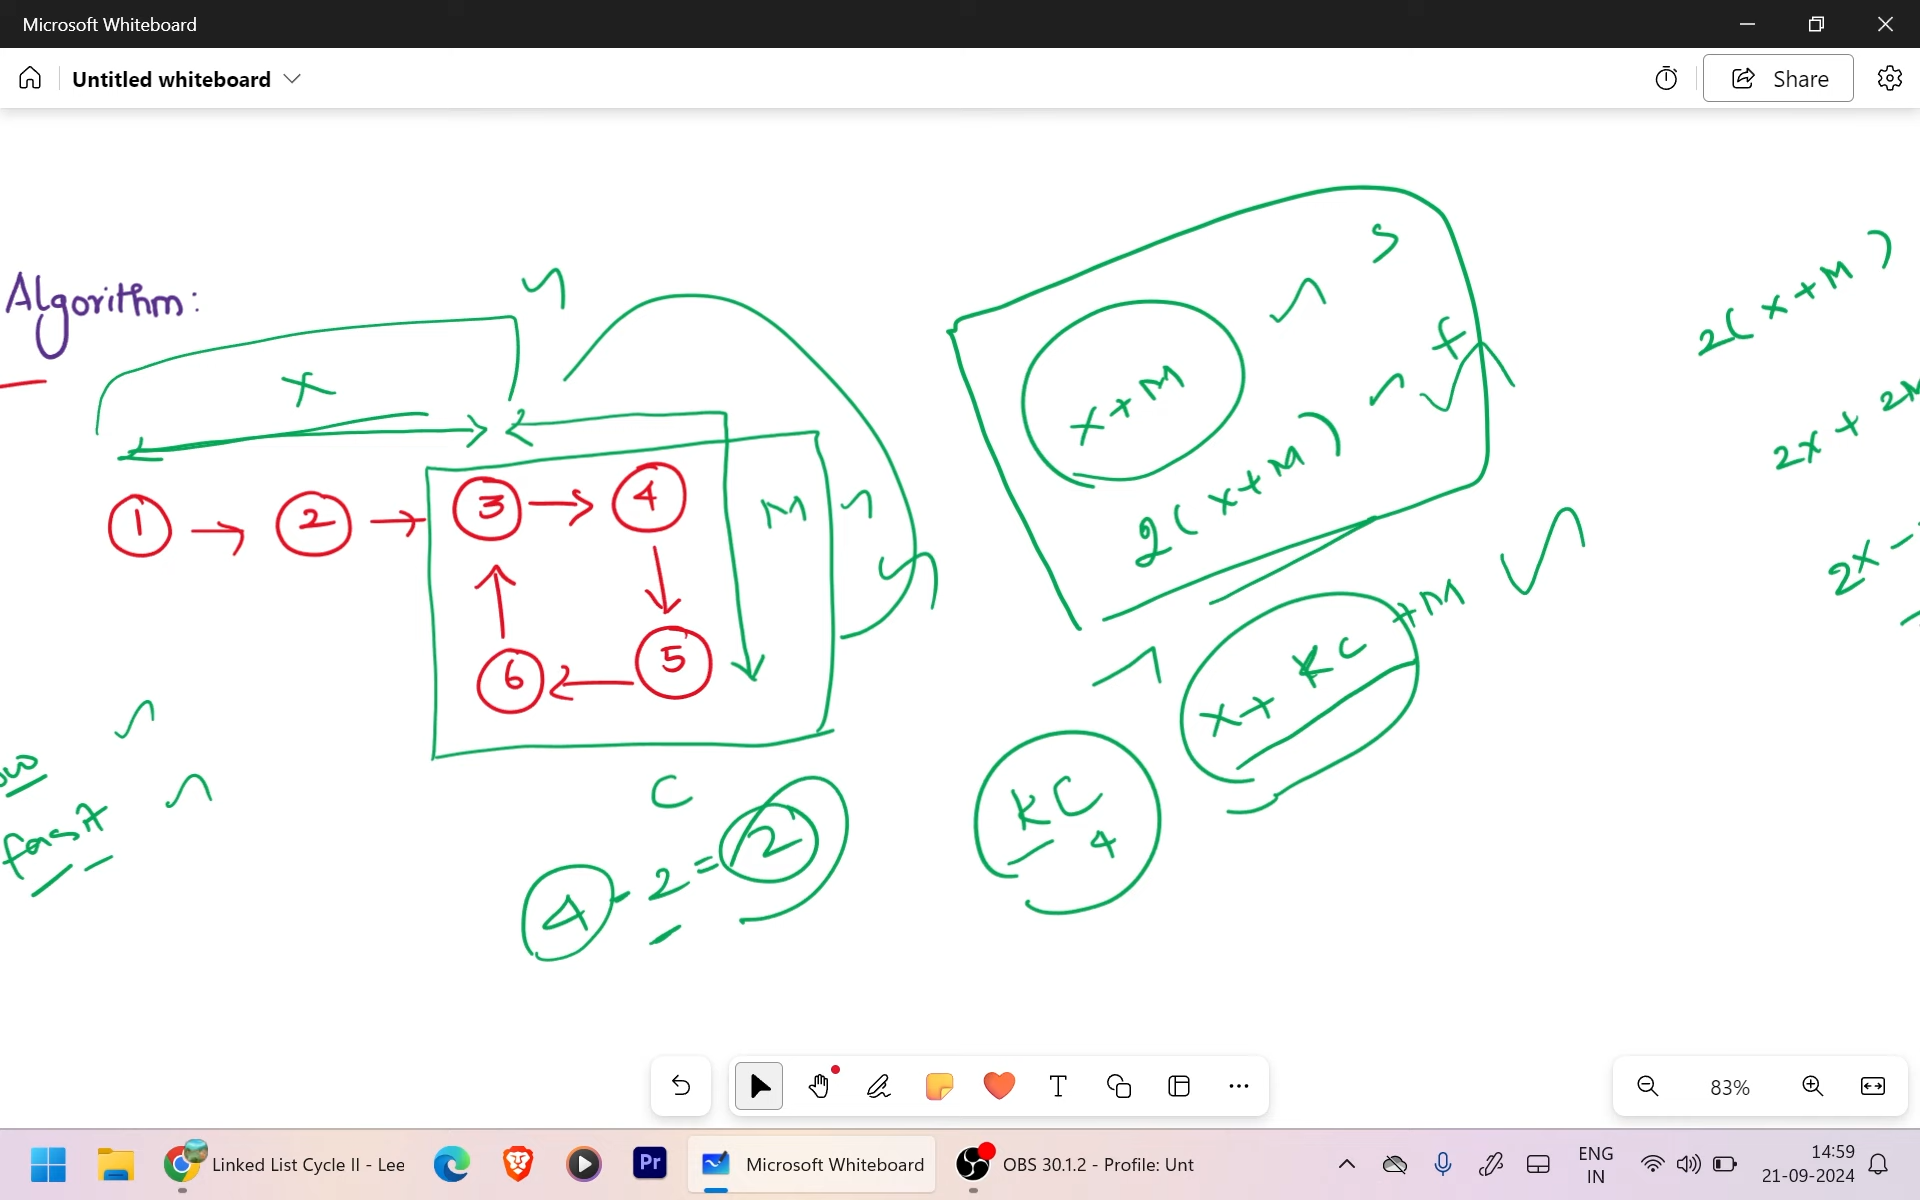 Microsoft Whiteboard
Untitled whiteboard
Share
Algorithm:
x
1 → 2 → 3 → 4
M
6 ← 5
C
4 - 2 = 2
fast
s
x + M
f
2(x+M)
x + KC + M
KC
4
2(x+M)
2x + 2M
2x -
T
83%
Linked List Cycle II - Lee
Pr
Microsoft Whiteboard
OBS 30.1.2 - Profile: Unt
ENG
IN
14:59
21-09-2024